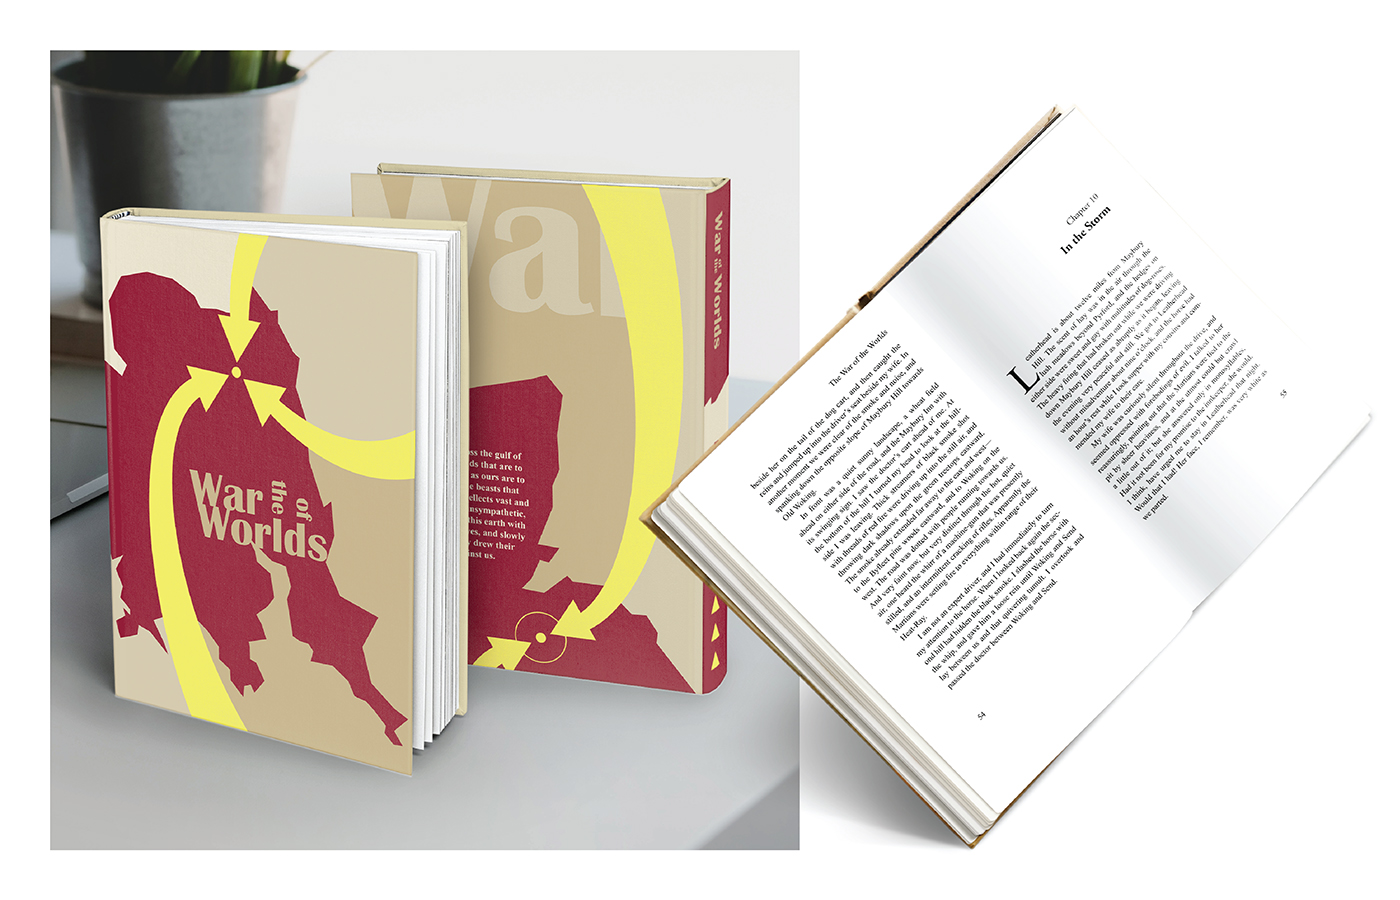 War
of
the
Worlds
War
War of the Worlds
ss the gulf of
ds that are to
as ours are to
e beasts that
ellects vast and
nsympathetic.
this earth with
es, and slowly
y drew their
inst us.
The War of the Worlds
beside her on the tail of the dog cart, and then caught the
reins and jumped up into the driver's seat beside my wife. In
another moment we were clear of the smoke and noise, and
spanking down the opposite slope of Maybury Hill towards
Old Woking.
In front was a quiet sunny landscape, a wheat field
ahead on either side of the road, and the Maybury Inn with
its swinging sign. I saw the doctor's cart ahead of me. At
the bottom of the hill I turned my head to look at the hill-
side I was leaving. Thick streamers of black smoke shot
with threads of red fire were driving up into the still air, and
throwing dark shadows upon the green treetops eastward.
The smoke already extended far away to the east and west—
to the Byfleet pine woods eastward, and to Woking on the
west. The road was dotted with people running towards us.
And very faint now, but very distinct through the hot, quiet
air, one heard the whirr of a machine-gun that was presently
stilled, and an intermittent cracking of rifles. Apparently the
Martians were setting fire to everything within range of their
Heat-Ray.
I am not an expert driver, and I had immediately to turn
my attention to the horse. When I looked back again the sec-
ond hill had hidden the black smoke. I slashed the horse with
the whip, and gave him a loose rein until Woking and Send
lay between us and that quivering tumult. I overtook and
passed the doctor between Woking and Send.
54
Chapter 10
In the Storm
Leatherhead is about twelve miles from Maybury
Hill. The scent of hay was in the air through the
lush meadows beyond Pyrford, and the hedges on
either side were sweet and gay with multitudes of dog-roses.
The heavy firing that had broken out while we were driving
down Maybury Hill ceased as abruptly as it began, leaving
the evening very peaceful and still. We got to Leatherhead
without misadventure about nine o'clock, and the horse had
an hour's rest while I took supper with my cousins and com-
mended my wife to their care.
My wife was curiously silent throughout the drive, and
seemed oppressed with forebodings of evil. I talked to her
reassuringly, pointing out that the Martians were tied to the
pit by sheer heaviness, and at the utmost could but crawl
a little out of it; but she answered only in monosyllables.
Had it not been for my promise to the innkeeper, she would,
I think, have urged me to stay in Leatherhead that night.
Would that I had! Her face, I remember, was very white as
we parted.
55